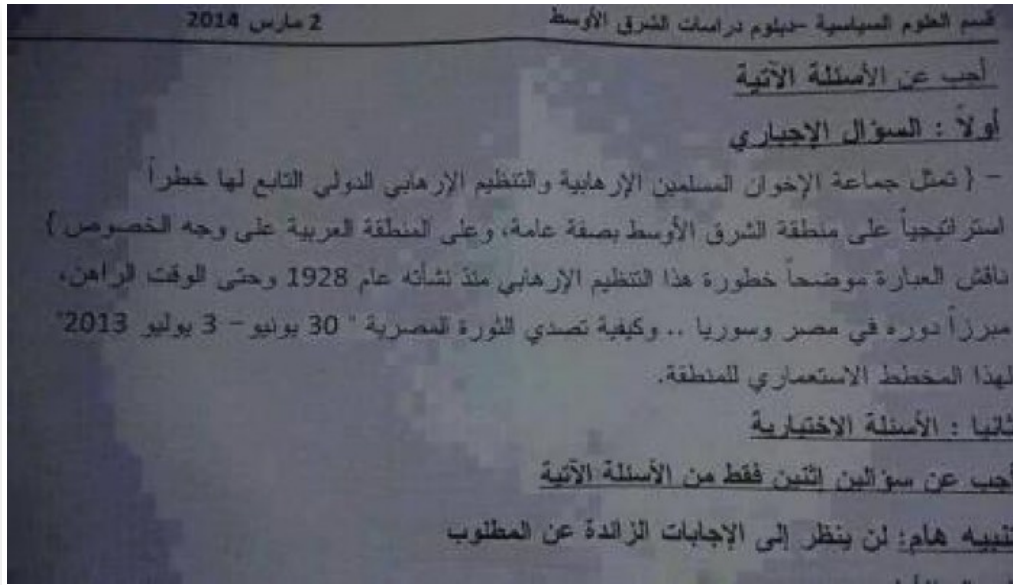 قسم العلوم السياسية -دبلوم دراسات الشرق الأوسط 2 مارس 2014
أجب عن الأسئلة الآتية
أولاً : السؤال الإجباري
- { تمثل جماعة الإخوان المسلمين الإرهابية والتنظيم الإرهابي الدولي التابع لها خطراً
استراتيجياً على منطقة الشرق الأوسط بصفة عامة، وعلى المنطقة العربية على وجه الخصوص }
ناقش العبارة موضحاً خطورة هذا التنظيم الإرهابي منذ نشأته عام 1928 وحتى الوقت الراهن،
مبرزاً دوره في مصر وسوريا .. وكيفية تصدي الثورة المصرية " 30 يونيو – 3 يوليو 2013"
لهذا المخطط الاستعماري للمنطقة.
ثانيا : الأسئلة الاختيارية
أجب عن سؤالين إثنين فقط من الأسئلة الآتية
تنبيه هام: لن ينظر إلى الإجابات الزائدة عن المطلوب